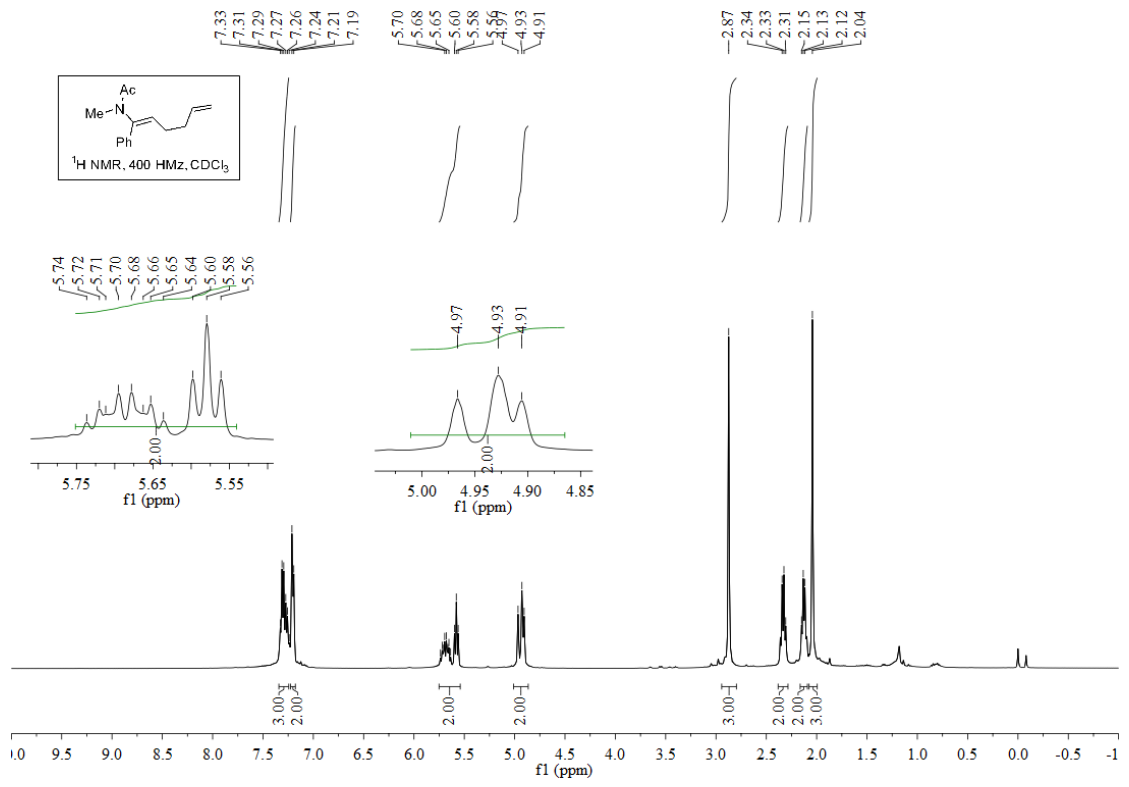 7.33 7.31 7.29 7.27 7.26 7.24 7.21 7.19 5.70 5.68 5.65 5.60 5.58 5.56 4.97 4.93 4.91 2.87 2.34 2.33 2.31 2.15 2.13 2.12 2.04
Ac
Me N
Ph
¹H NMR, 400 HMz, CDCl₃
5.74 5.72 5.71 5.70 5.68 5.66 5.65 5.64 5.60 5.58 5.56
4.97 4.93 4.91
2.00
5.75 5.65 5.55
f1 (ppm)
2.00
5.00 4.95 4.90 4.85
f1 (ppm)
3.00 2.00 2.00 2.00 3.00 2.00 2.00 3.00
0.0 9.5 9.0 8.5 8.0 7.5 7.0 6.5 6.0 5.5 5.0 4.5 4.0 3.5 3.0 2.5 2.0 1.5 1.0 0.5 0.0 -0.5 -1
f1 (ppm)